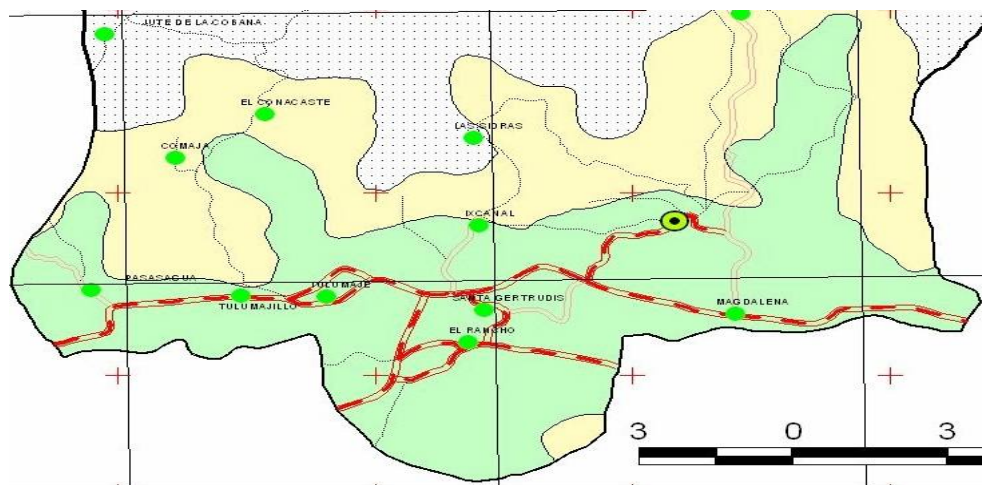 JUTE DE LA COBANA
EL CONACASTE
LAS SIDRAS
COMAJA
IXCANAL
PASASAGUA
TULUMAJE
TULUMAJILLO
SANTA GERTRUDIS
MAGDALENA
EL RANCHO
3 0 3